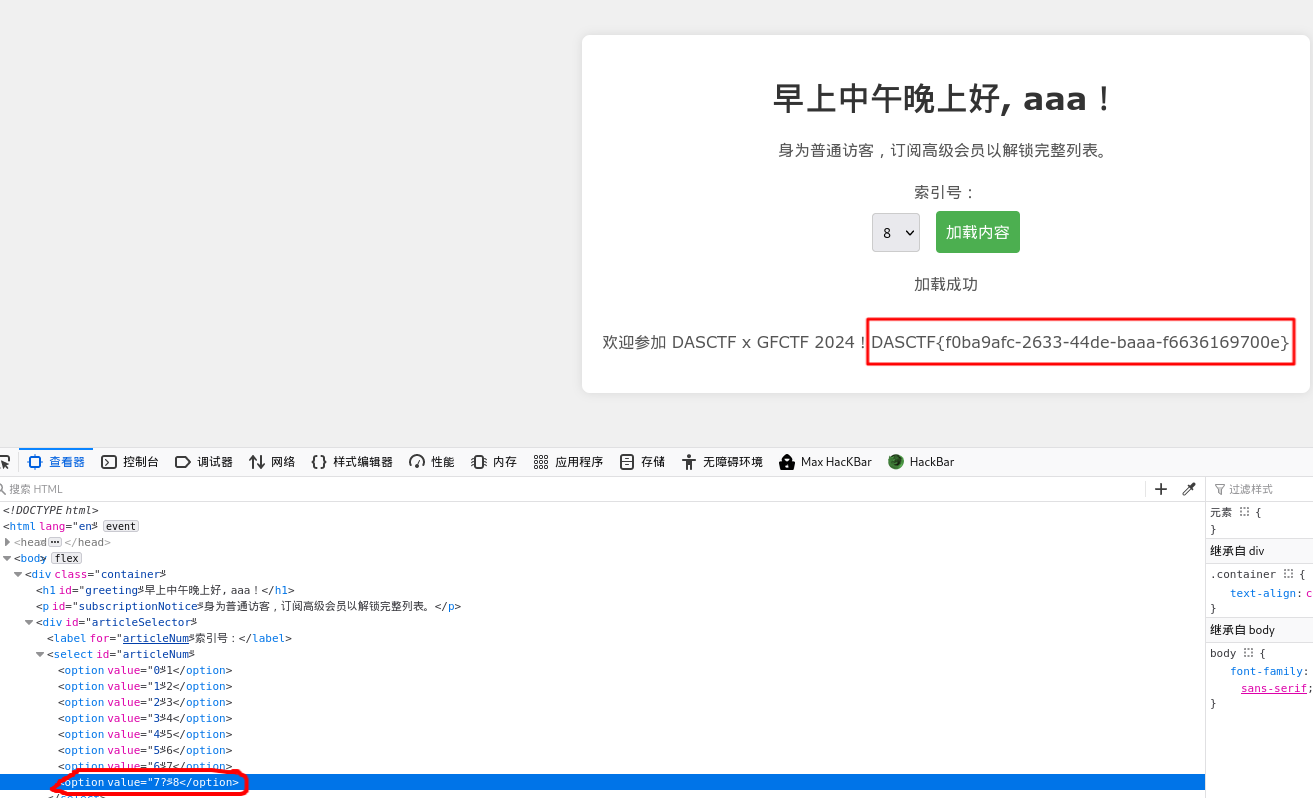 早上中午晚上好, aaa！
身为普通访客，订阅高级会员以解锁完整列表。
索引号：
8 加载内容
加载成功
欢迎参加 DASCTF x GFCTF 2024！DASCTF{f0ba9afc-2633-44de-baaa-f6636169700e}
查看器 控制台 调试器 网络 样式编辑器 性能 内存 应用程序 存储 无障碍环境 Max HacKBar HackBar
搜索 HTML
过滤样式
<!DOCTYPE html>
<html lang="en"> event
<head> ··· </head>
<body> flex
<div class="container">
<h1 id="greeting">早上中午晚上好, aaa！</h1>
<p id="subscriptionNotice">身为普通访客，订阅高级会员以解锁完整列表。</p>
<div id="articleSelector">
<label for="articleNum">索引号：</label>
<select id="articleNum">
<option value="0">1</option>
<option value="1">2</option>
<option value="2">3</option>
<option value="3">4</option>
<option value="4">5</option>
<option value="5">6</option>
<option value="6">7</option>
<option value="7?">8</option>
元素 {
}
继承自 div
.container {
text-align:
}
继承自 body
body {
font-family:
sans-serif;
}